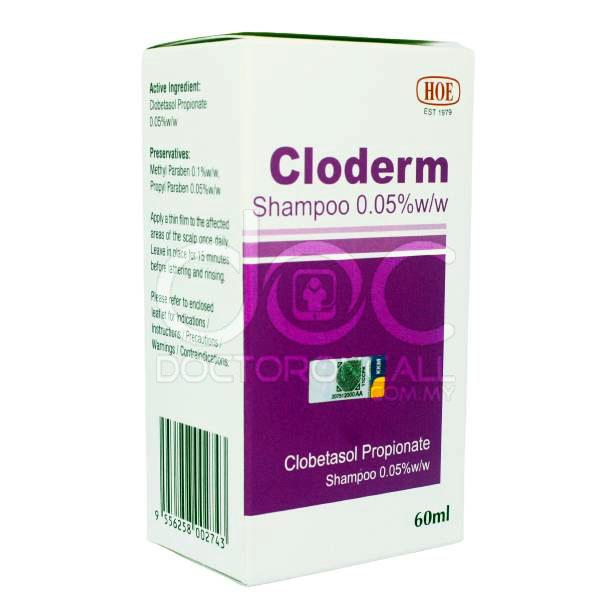 Active Ingredient:
Clobetasol Propionate
0.05%w/w
Preservatives:
Methyl Paraben 0.1%w/w,
Propyl Paraben 0.05%w/w
Apply a thin film to the affected
areas of the scalp once daily.
Leave in place for 15 minutes
before lathering and rinsing.
Please refer to enclosed
leaflet for Indications /
Instructions / Precautions /
Warnings / Contraindications.
9 556258 002743
HOE
EST 1979
Cloderm
Shampoo 0.05%w/w
Clobetasol Propionate
Shampoo 0.05%w/w
60ml
doc
DOCTORONCALL
.COM.MY